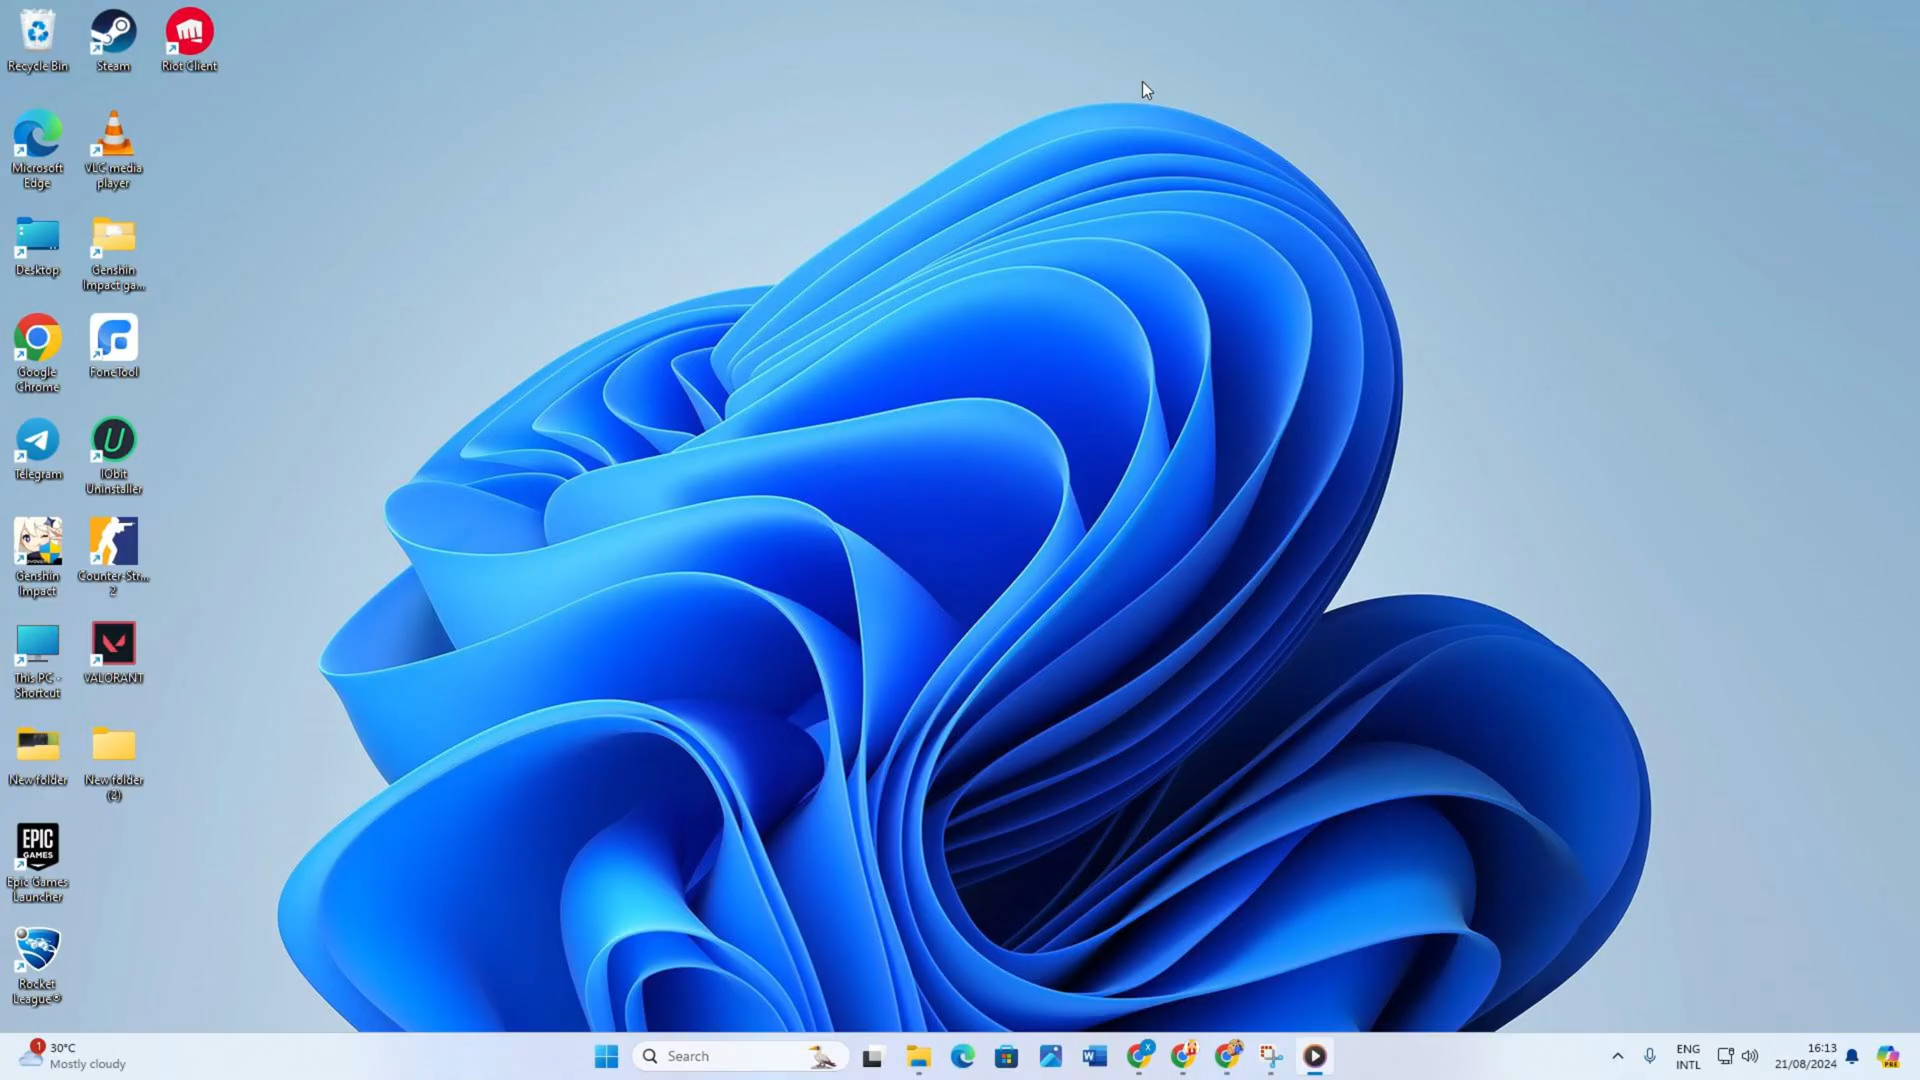 Recycle Bin
Steam
Riot Client
Microsoft
Edge
VLC media
player
Desktop
Genshin
Impact ga...
Google
Chrome
FoneTool
Telegram
IObit
Uninstaller
Genshin
Impact
Counter-Str...
2
This PC -
Shortcut
VALORANT
New folder
New folder
(2)
EPIC
GAMES
Epic Games
Launcher
Rocket
League®
1
30°C
Mostly cloudy
Search
X
ENG
INTL
16:13
21/08/2024
PRE